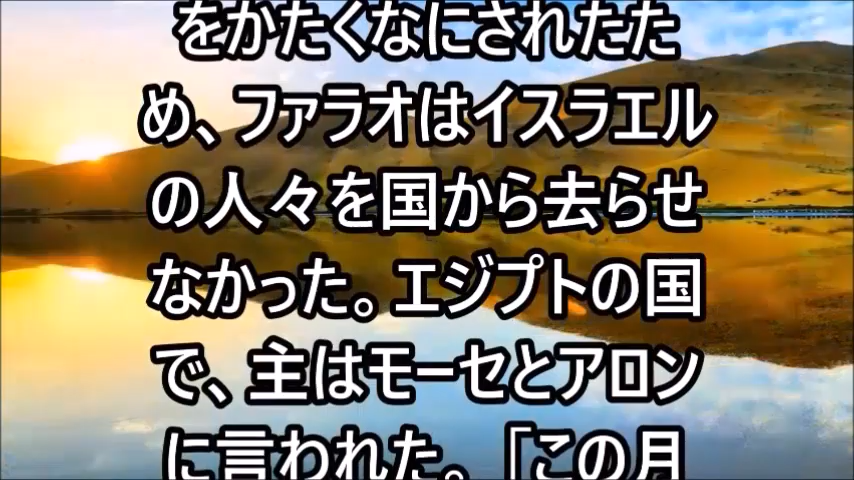 をかたくなにされたた
め、ファラオはイスラエル
の人々を国から去らせ
なかった。エジプトの国
で、主はモーセとアロン
に言われた。「この月